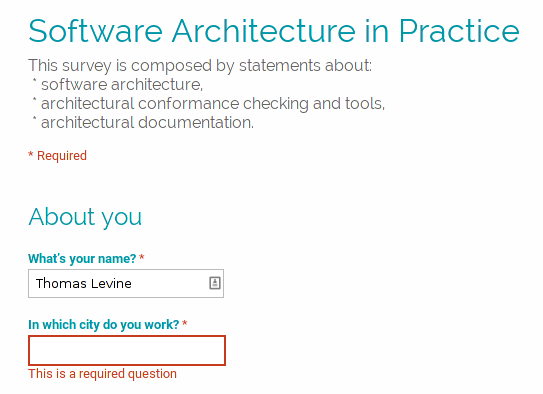 Software Architecture in Practice
This survey is composed by statements about:
* software architecture,
* architectural conformance checking and tools,
* architectural documentation.
* Required
About you
What's your name? *
Thomas Levine
In which city do you work? *
This is a required question